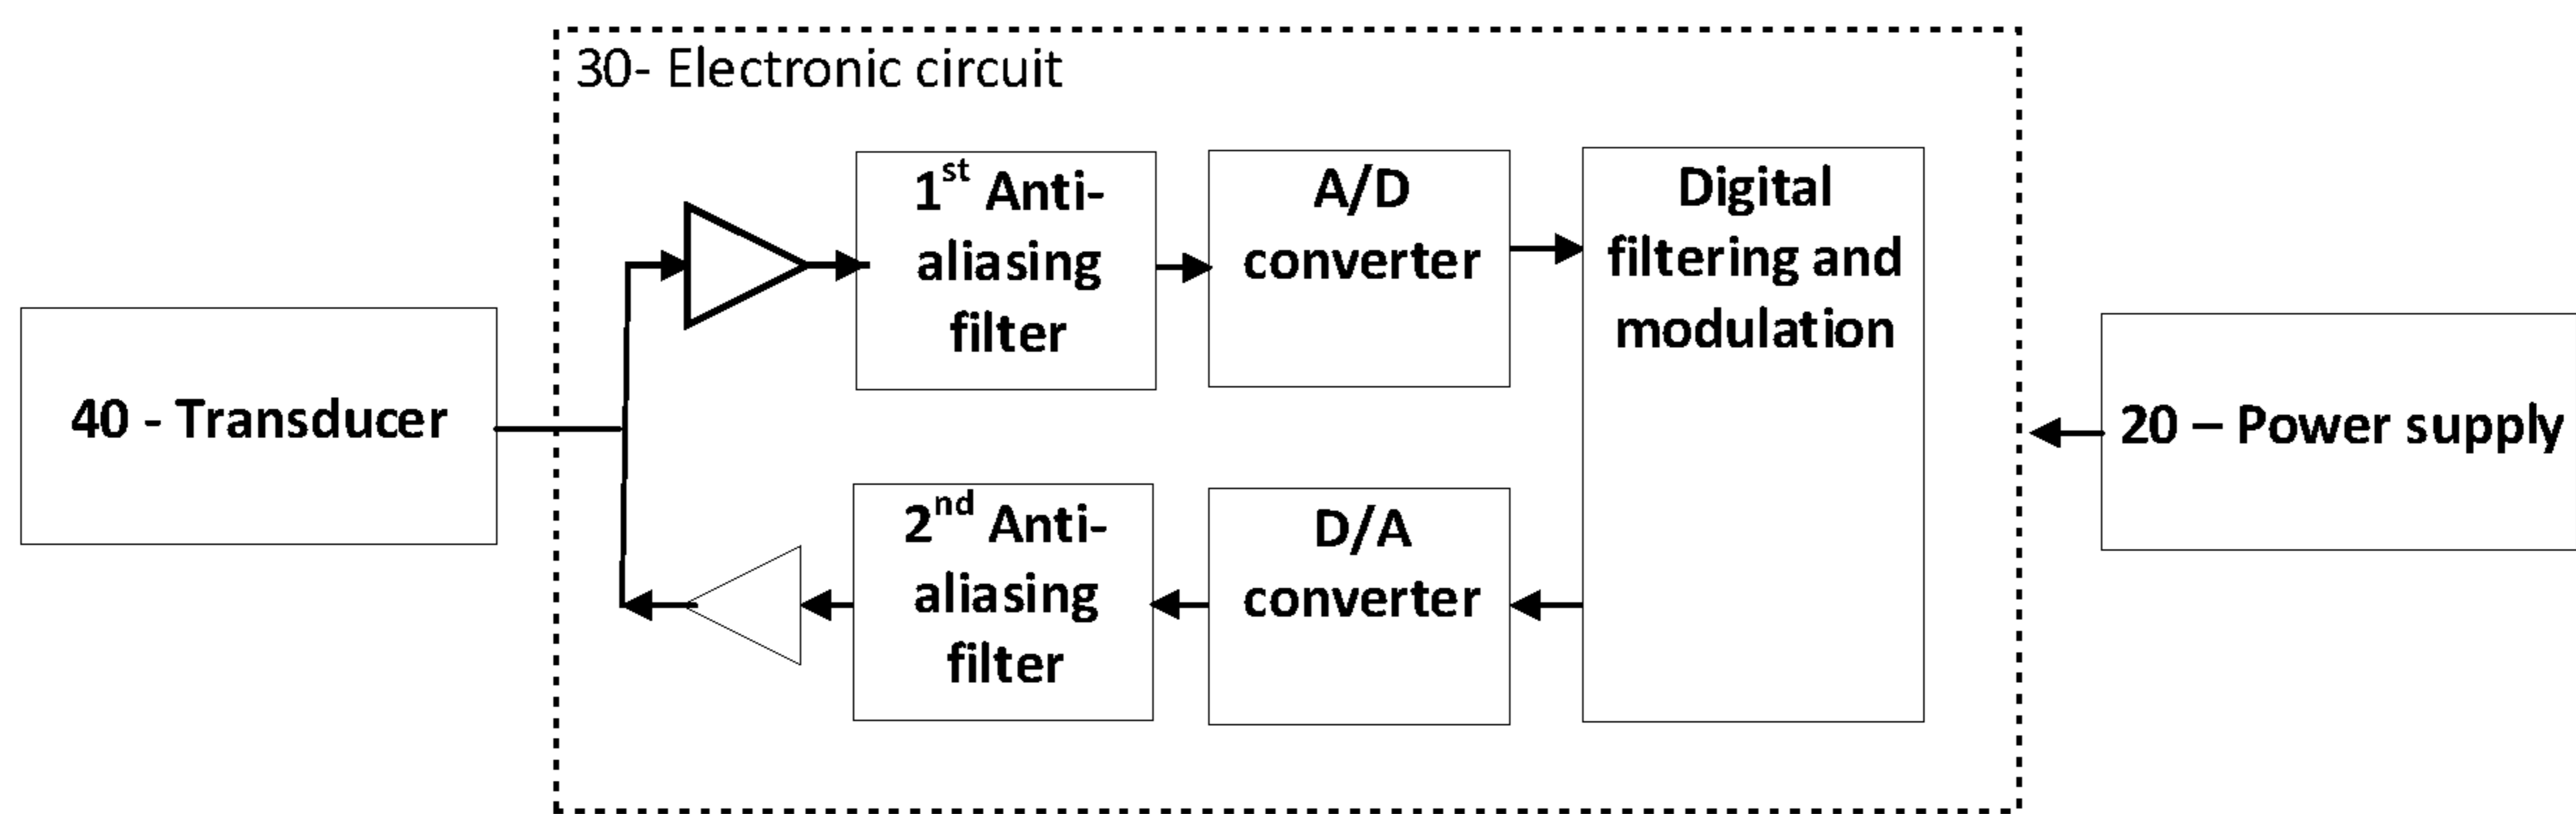 30- Electronic circuit
1st Anti-
aliasing
filter
A/D
converter
Digital
filtering and
modulation
40 - Transducer
20 – Power supply
2nd Anti-
aliasing
filter
D/A
converter